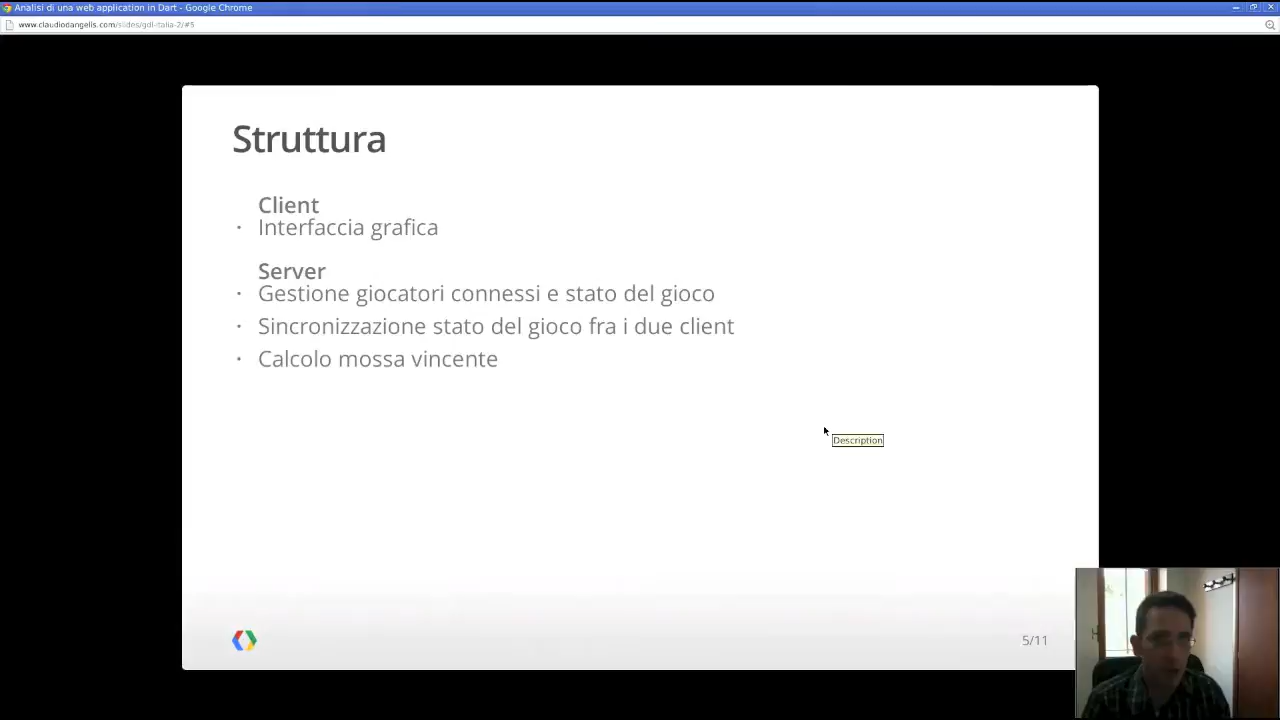 Analisi di una web application in Dart - Google Chrome
www.claudiodangelis.com/slides/gdl-italia-2/#5
Struttura
Client
· Interfaccia grafica
Server
· Gestione giocatori connessi e stato del gioco
· Sincronizzazione stato del gioco fra i due client
· Calcolo mossa vincente
Description
5/11